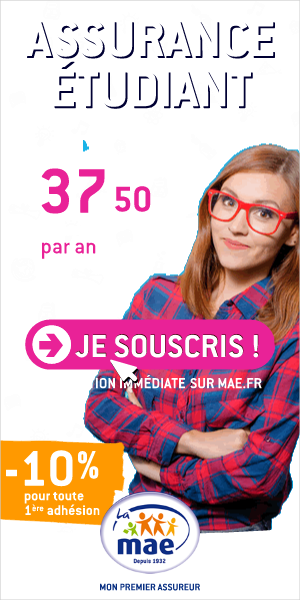 ASSURANCE
ÉTUDIANT
37 50
par an
JE SOUSCRIS !
TION IMMÉDIATE SUR MAE.FR
-10%
pour toute
1ère adhésion
La
mae
Depuis 1932
MON PREMIER ASSUREUR